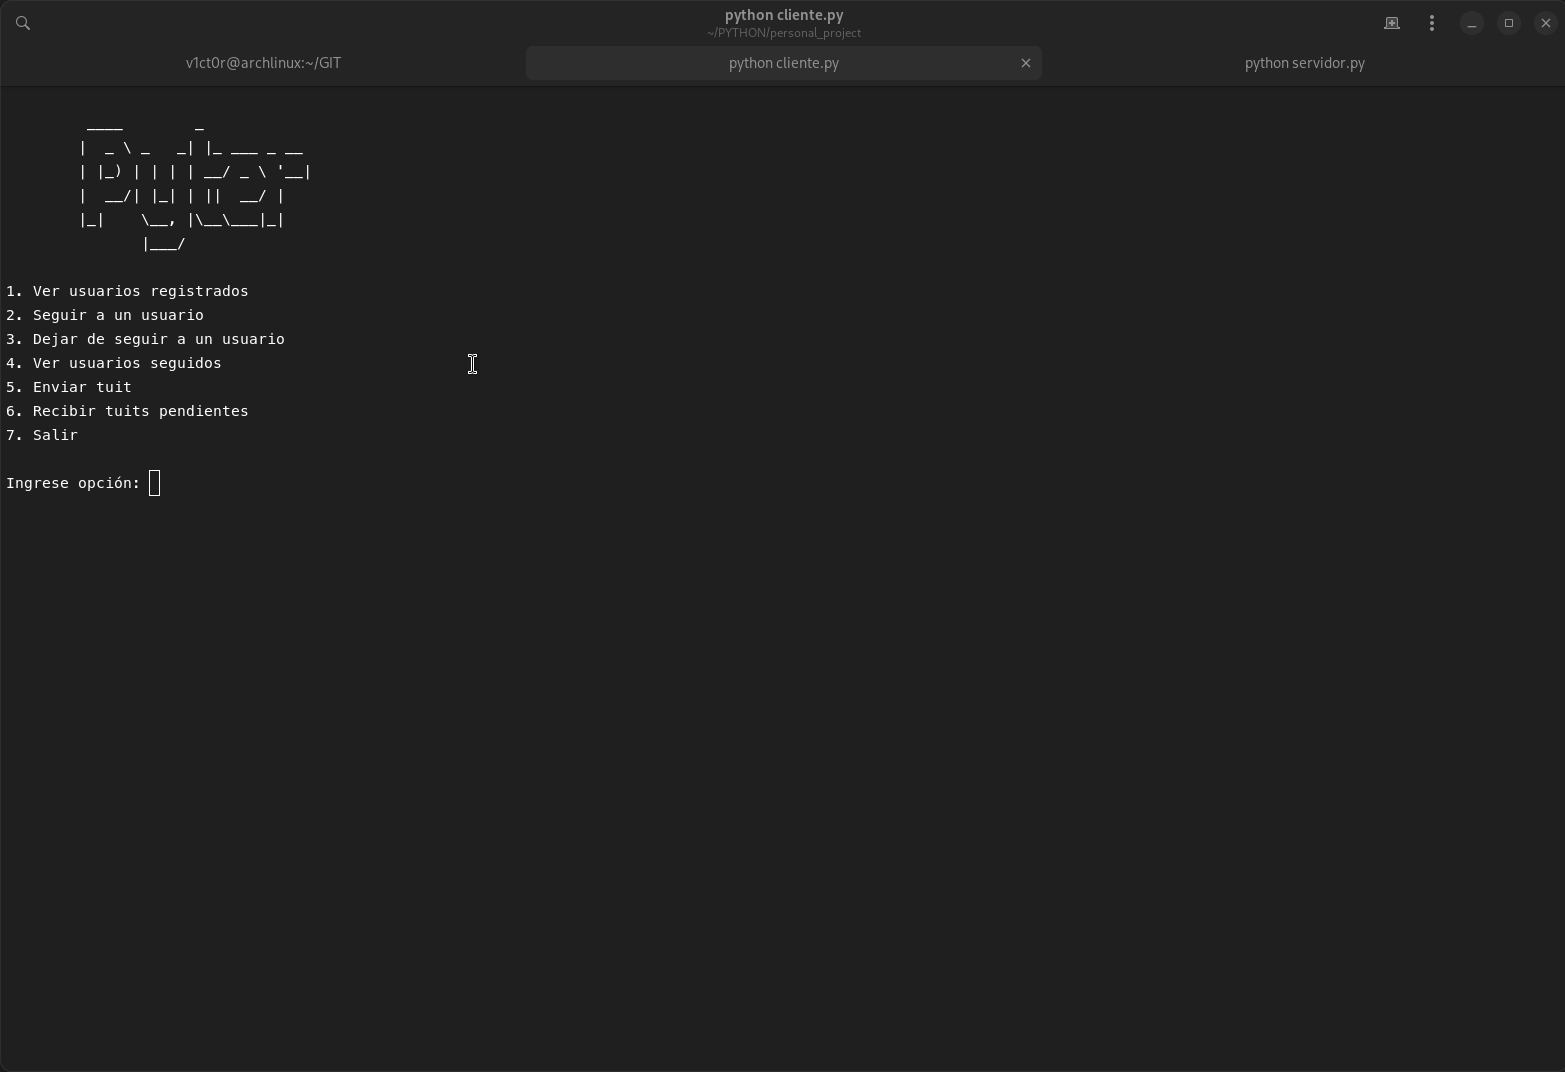 python cliente.py
~/PYTHON/personal_project
v1ct0r@archlinux:~/GIT
python cliente.py
python servidor.py
         ____        _
        |  _ \ _   _| |_ ___ _ __
        | |_) | | | | __/ _ \ '__|
        |  __/| |_| | ||  __/ |
        |_|    \__, |\__\___|_|
               |___/
1. Ver usuarios registrados
2. Seguir a un usuario
3. Dejar de seguir a un usuario
4. Ver usuarios seguidos
5. Enviar tuit
6. Recibir tuits pendientes
7. Salir
Ingrese opción: